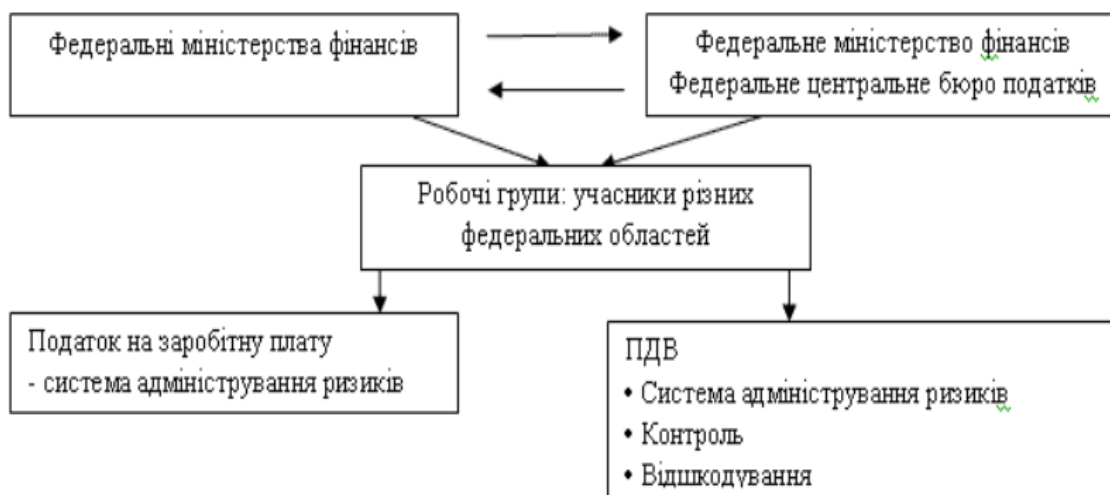 Федеральні міністерства фінансів
Федеральне міністерство фінансів
Федеральне центральне бюро податків
Робочі групи: учасники різних
федеральних областей
Податок на заробітну плату
- система адміністрування ризиків
ПДВ
• Система адміністрування ризиків
• Контроль
• Відшкодування